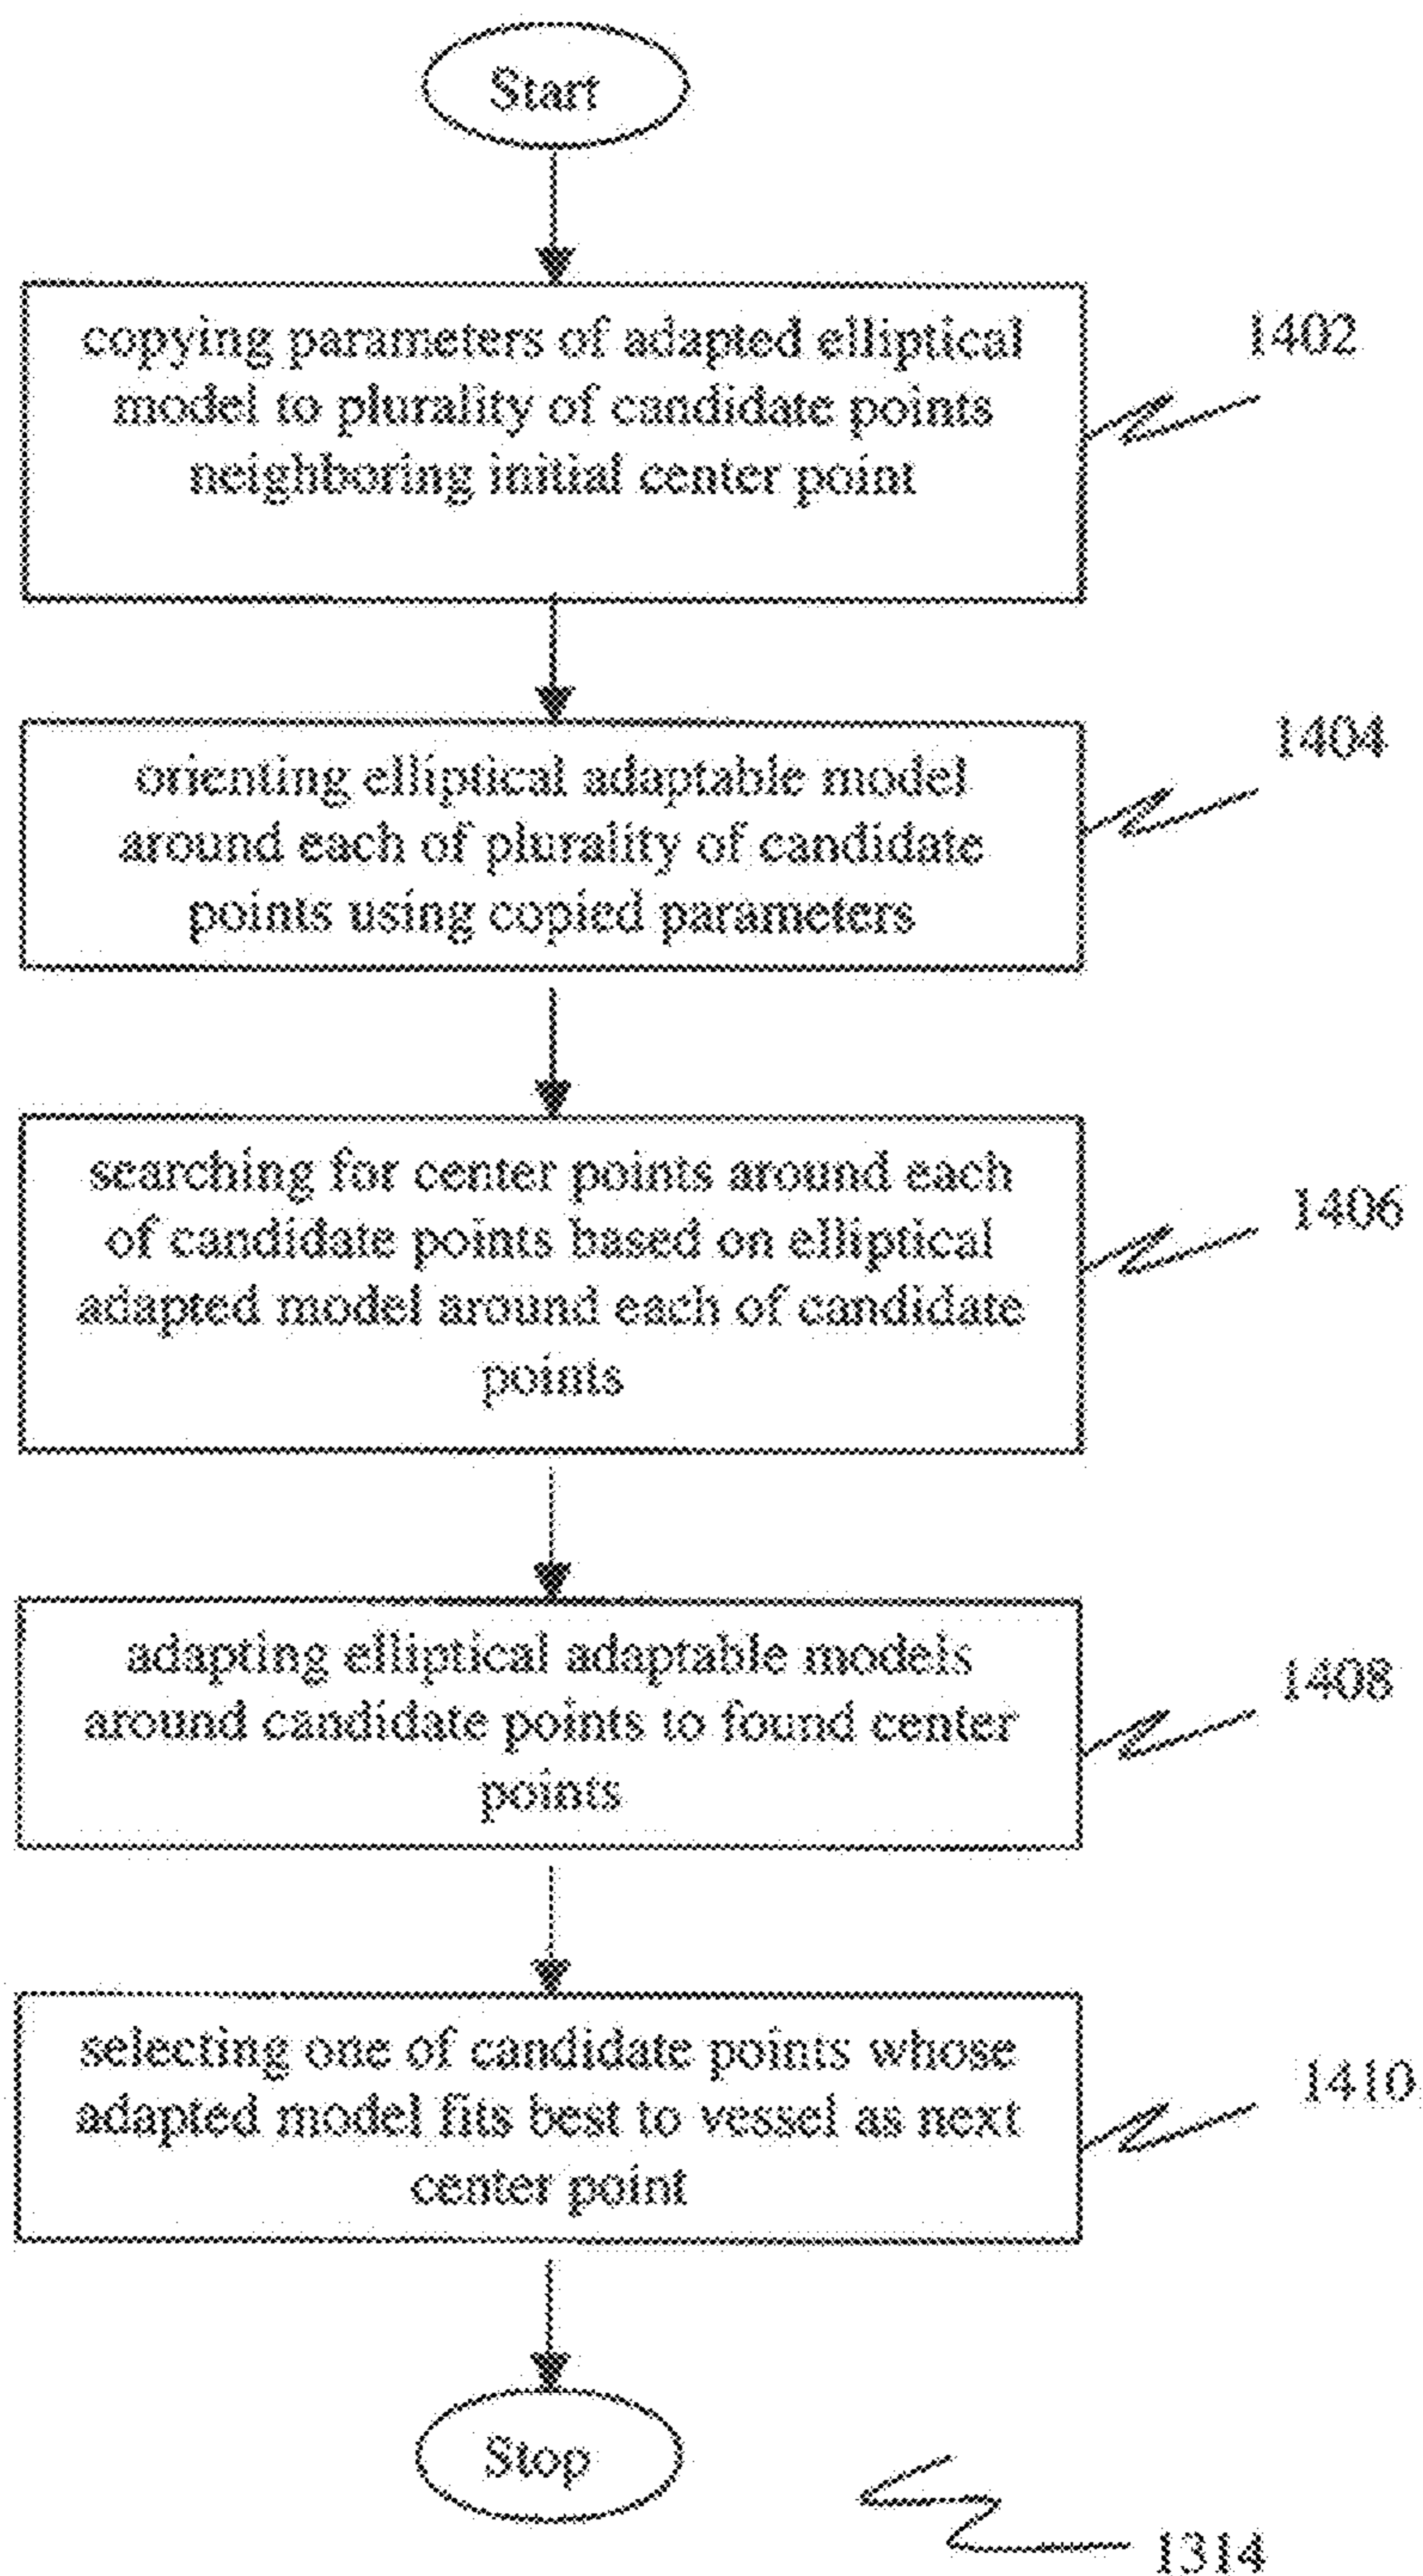 Start
copying parameters of adapted elliptical
model to plurality of candidate points
neighboring initial center point
1402
orienting elliptical adaptable model
around each of plurality of candidate
points using copied parameters
1404
searching for center points around each
of candidate points based on elliptical
adapted model around each of candidate
points
1406
adapting elliptical adaptable models
around candidate points to found center
points
1408
selecting one of candidate points whose
adapted model fits best to vessel as next
center point
1410
Stop
1314